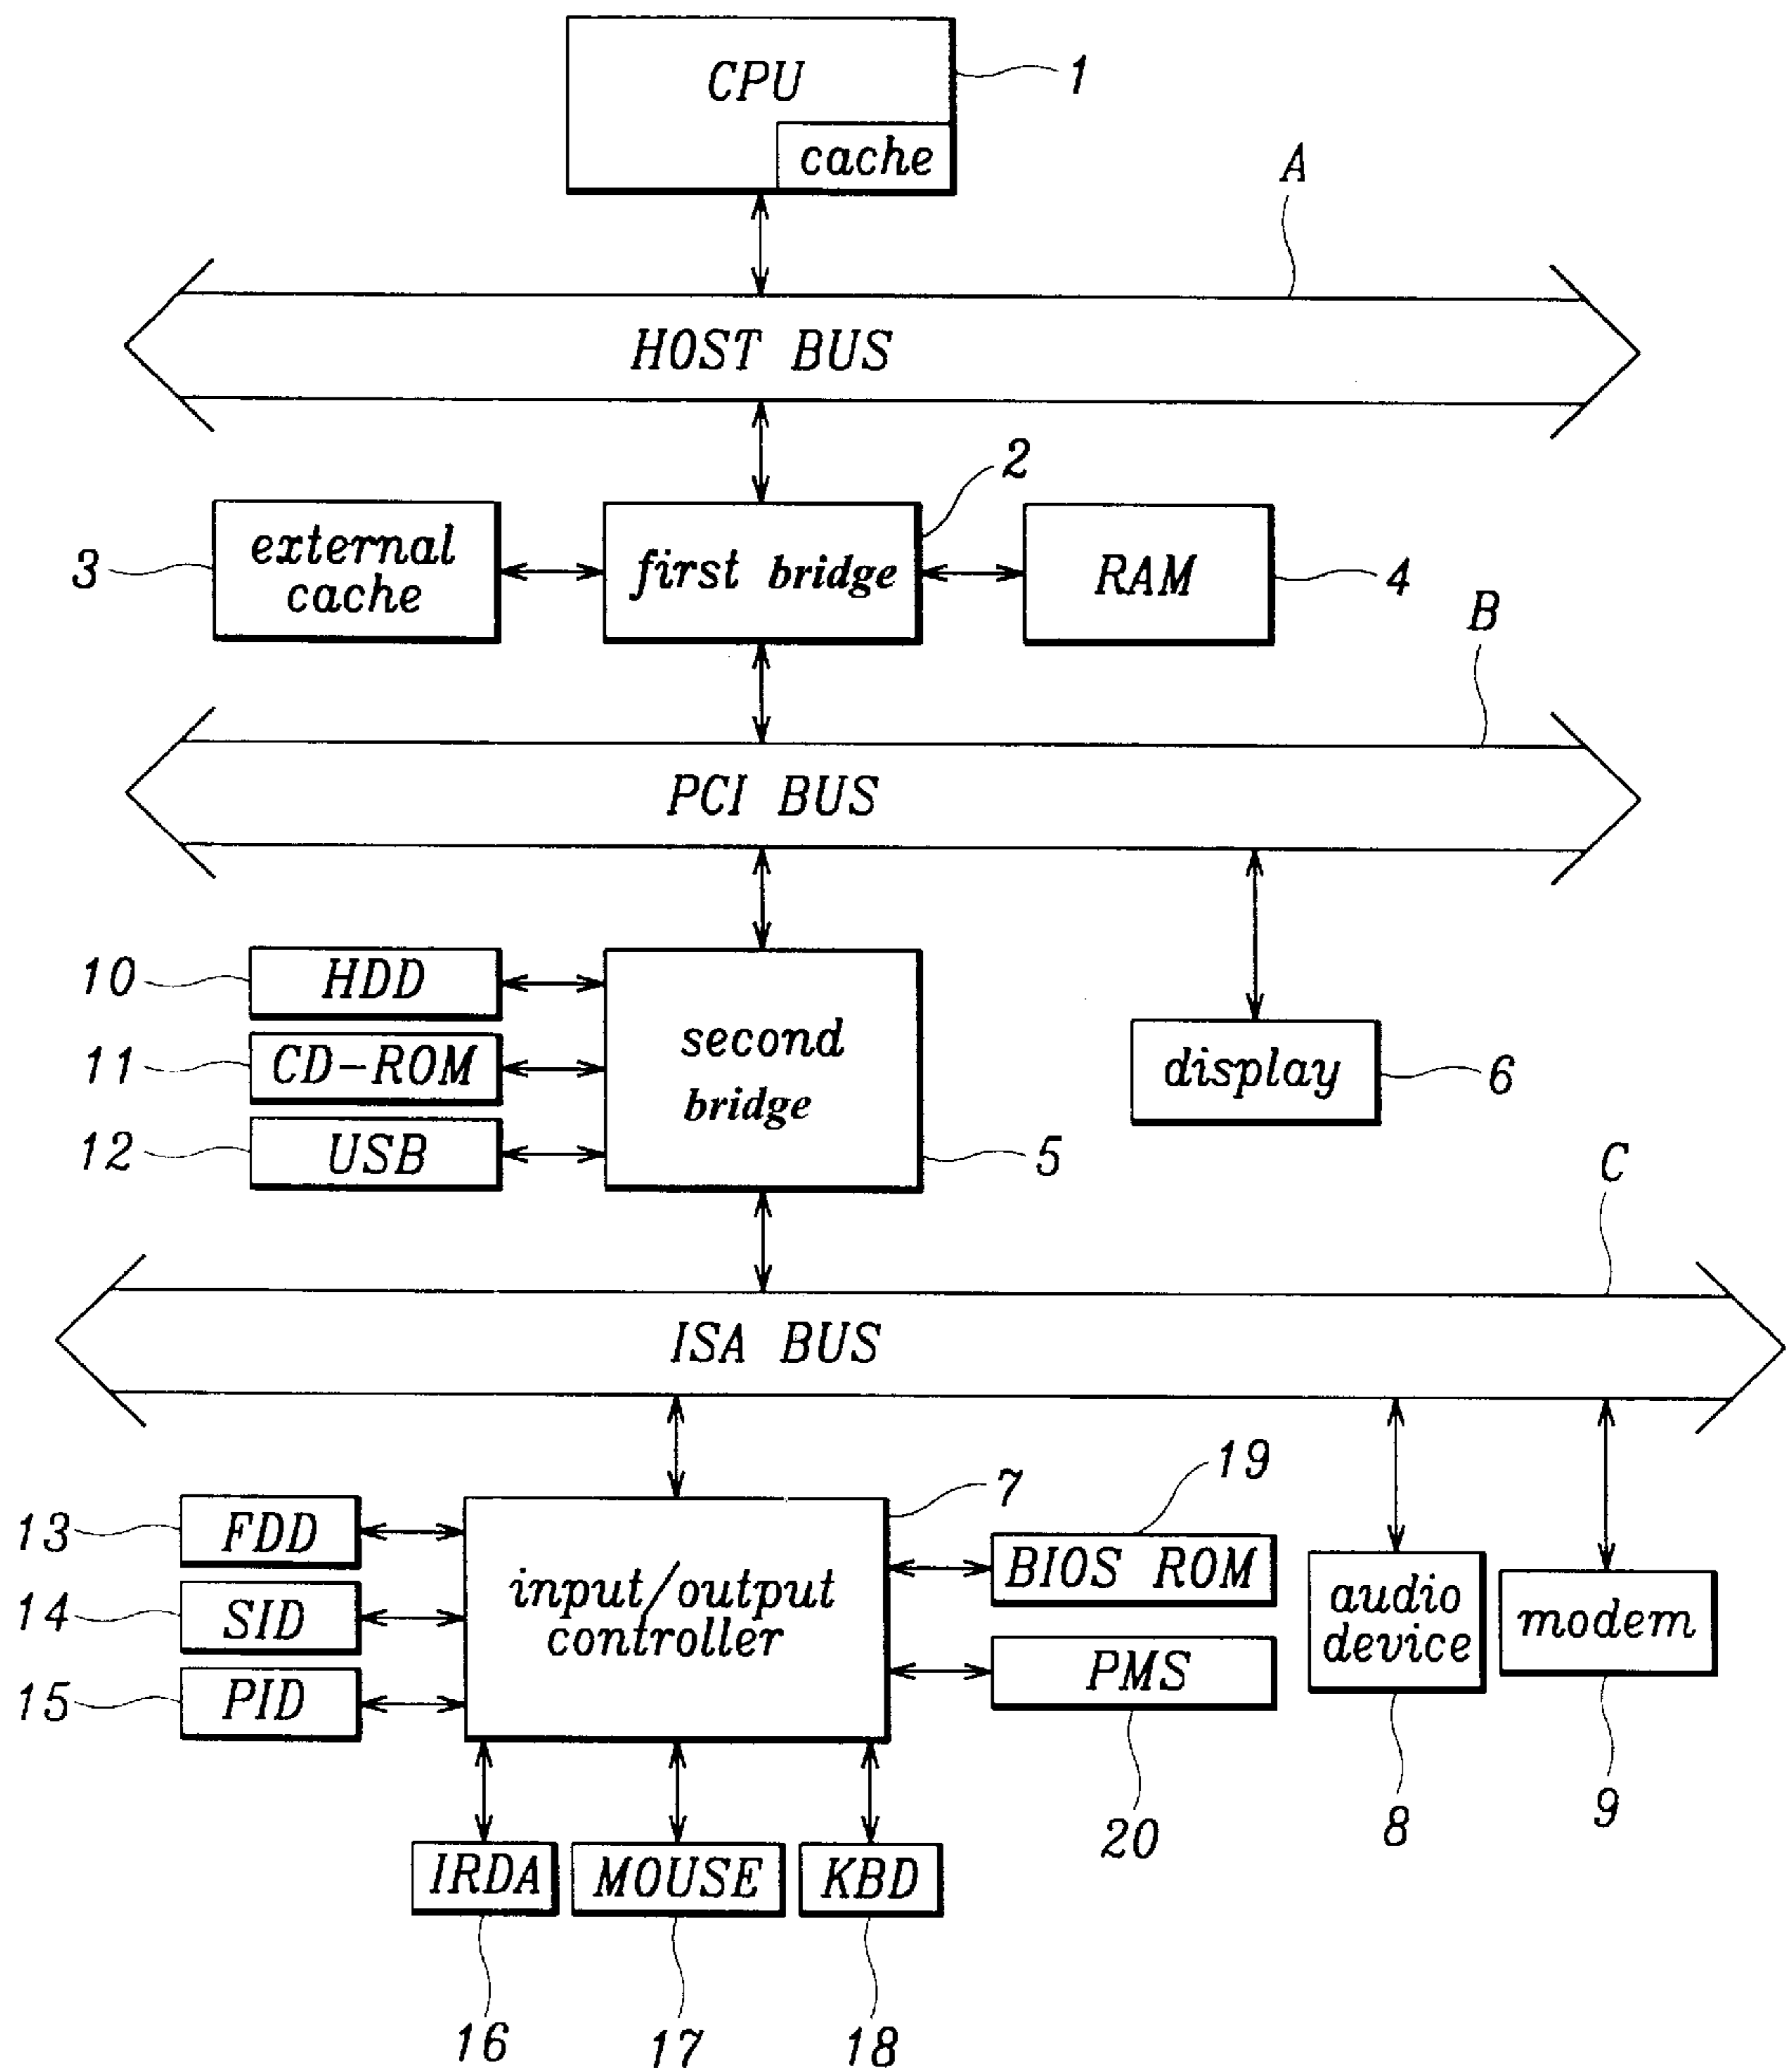 CPU
1
cache
A
HOST BUS
2
3
external
cache
first bridge
RAM
4
B
PCI BUS
10
HDD
11
CD-ROM
12
USB
second
bridge
5
display
6
C
ISA BUS
7
19
13
FDD
14
SID
15
PID
input/output
controller
BIOS ROM
PMS
20
audio
device
8
modem
9
IRDA
MOUSE
KBD
16
17
18